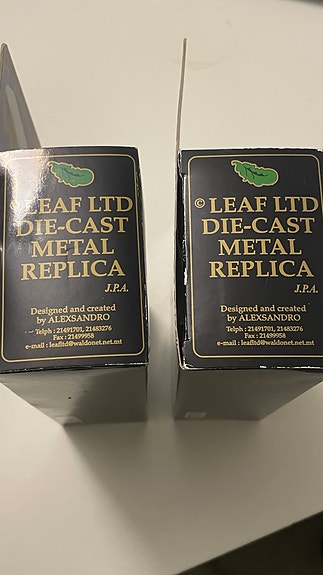 © LEAF LTD
DIE-CAST
METAL
REPLICA
J.P.A.
Designed and created
by ALEXSANDRO
Telph : 21491701, 21483276
Fax : 21499958
e-mail : leafltd@waldonet.net.mt
© LEAF LTD
DIE-CAST
METAL
REPLICA
J.P.A.
Designed and created
by ALEXSANDRO
Telph : 21491701, 21483276
Fax : 21499958
e-mail : leafltd@waldonet.net.mt